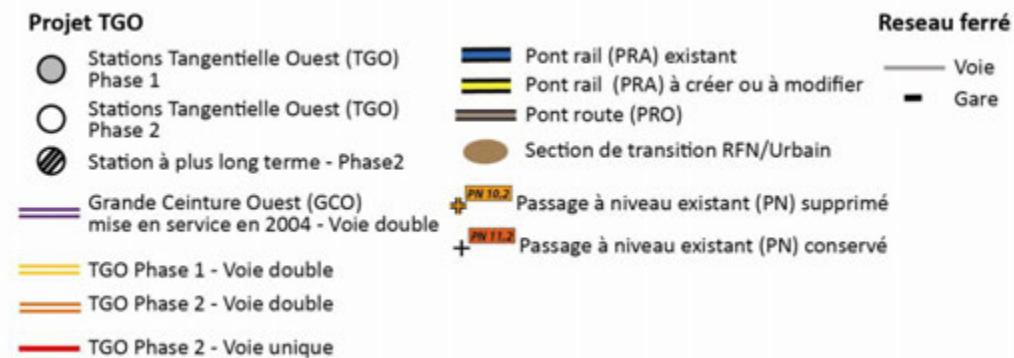 Projet TGO
Stations Tangentielle Ouest (TGO)
Phase 1
Stations Tangentielle Ouest (TGO)
Phase 2
Station à plus long terme - Phase2
Grande Ceinture Ouest (GCO)
mise en service en 2004 - Voie double
TGO Phase 1 - Voie double
TGO Phase 2 - Voie double
TGO Phase 2 - Voie unique
Pont rail (PRA) existant
Pont rail (PRA) à créer ou à modifier
Pont route (PRO)
Section de transition RFN/Urbain
PN 10.2 Passage à niveau existant (PN) supprimé
PN 11.2 Passage à niveau existant (PN) conservé
Reseau ferré
Voie
Gare